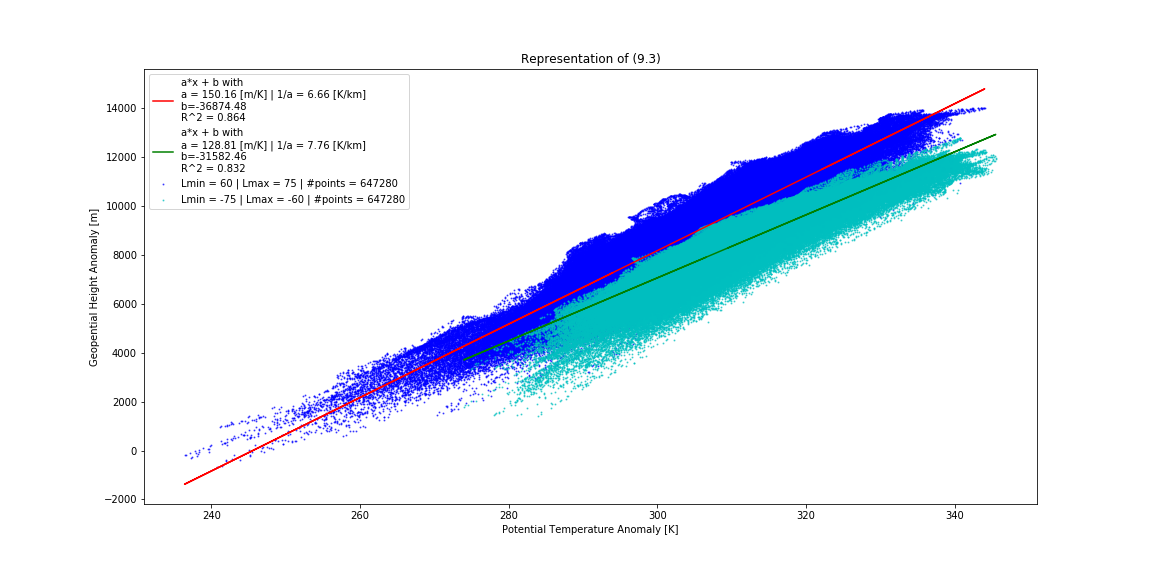 Representation of (9.3)
a*x + b with
a = 150.16 [m/K] | 1/a = 6.66 [K/km]
b=-36874.48
R^2 = 0.864
a*x + b with
a = 128.81 [m/K] | 1/a = 7.76 [K/km]
b=-31582.46
R^2 = 0.832
Lmin = 60 | Lmax = 75 | #points = 647280
Lmin = -75 | Lmax = -60 | #points = 647280
Geopential Height Anomaly [m]
14000
12000
10000
8000
6000
4000
2000
0
−2000
240 260 280 300 320 340
Potential Temperature Anomaly [K]